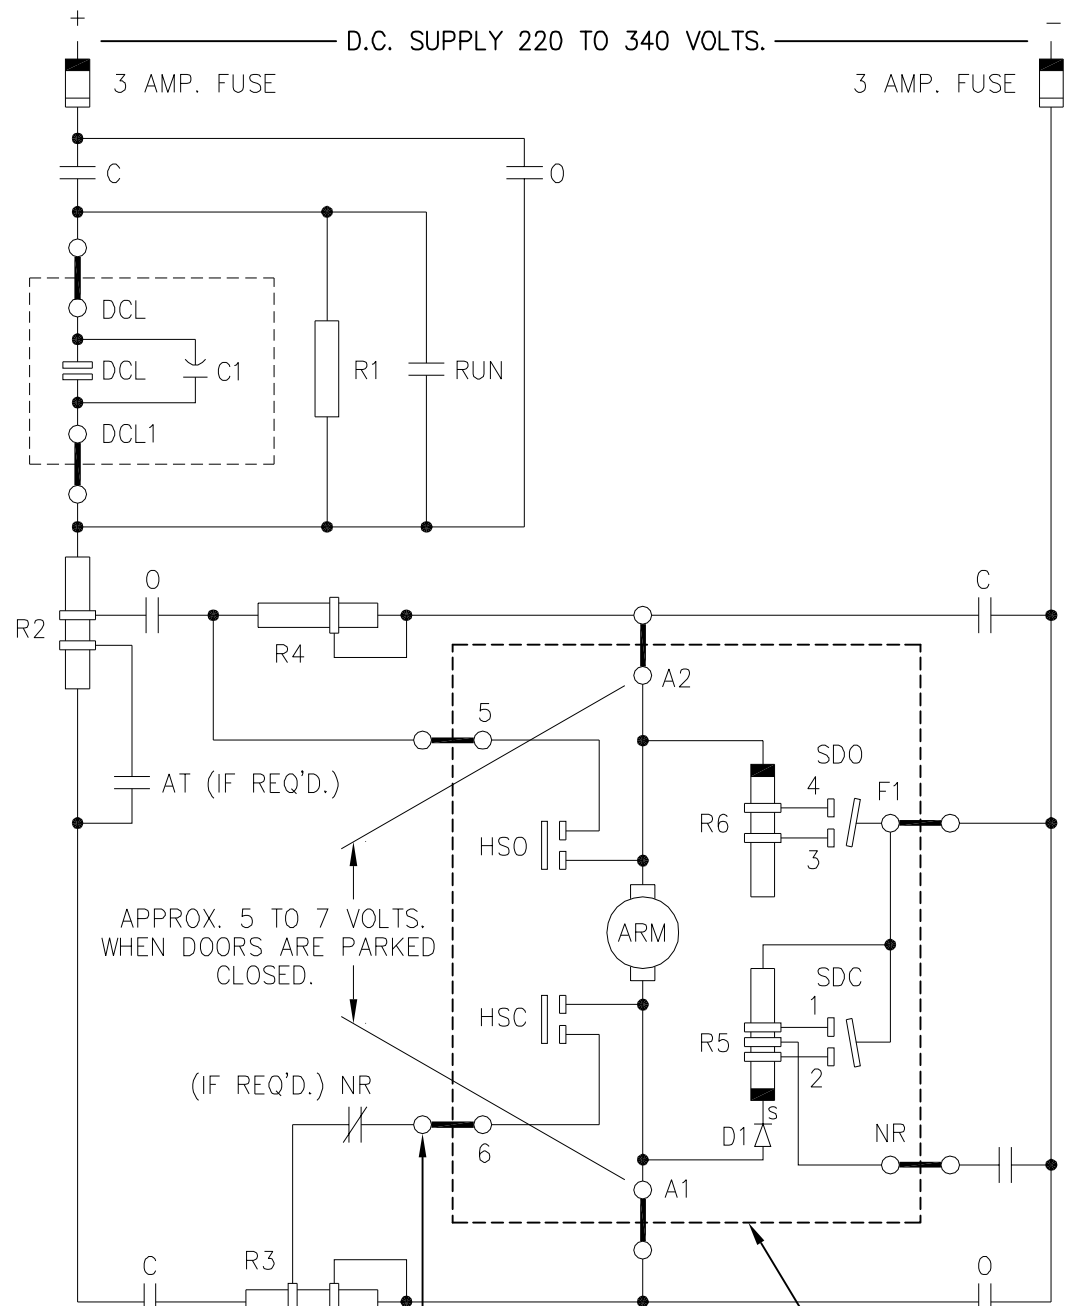 +
−
D.C. SUPPLY 220 TO 340 VOLTS.
3 AMP. FUSE
3 AMP. FUSE
C
O
DCL
DCL
C1
R1
RUN
DCL1
O
C
R2
R4
A2
5
SDO
AT (IF REQ'D.)
4
F1
R6
HSO
3
APPROX. 5 TO 7 VOLTS.
WHEN DOORS ARE PARKED
CLOSED.
ARM
SDC
1
HSC
R5
2
(IF REQ'D.) NR
S
D1
NR
6
A1
R3
C
O